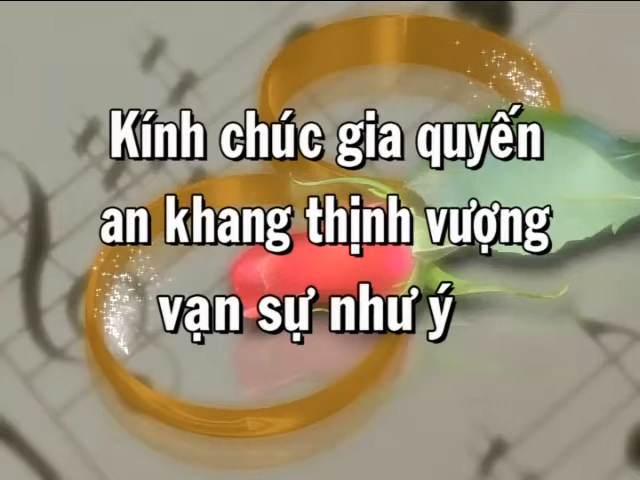 Kính chúc gia quyến
an khang thịnh vượng
vạn sự như ý